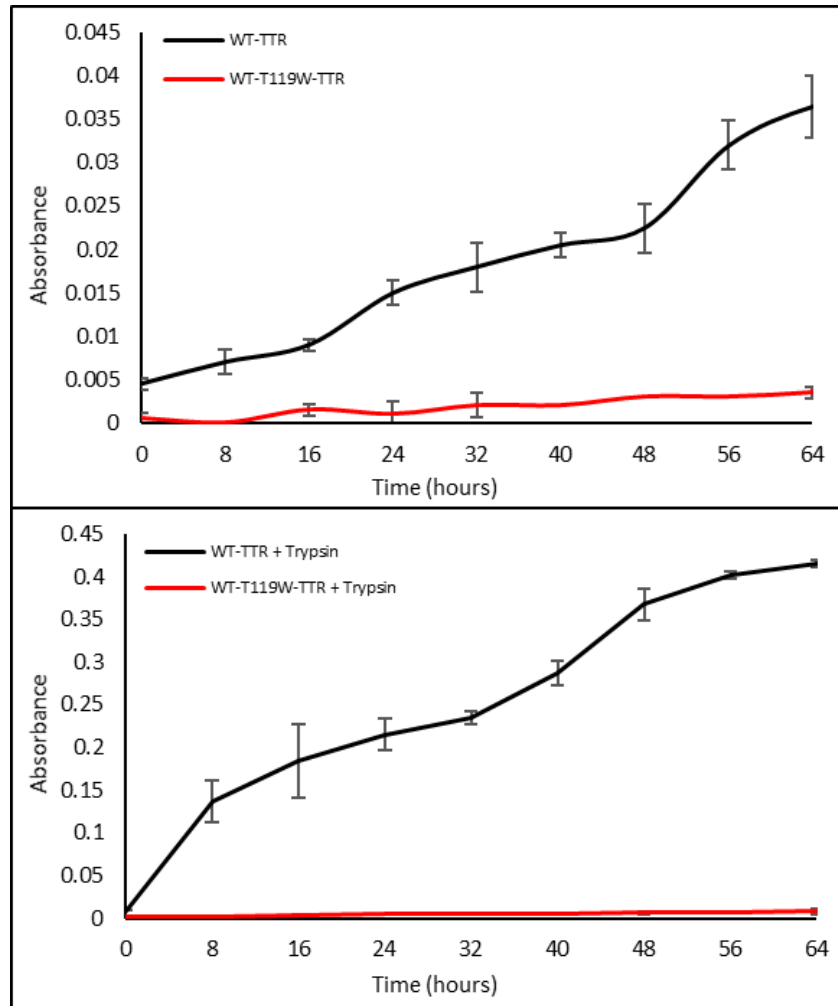 0.045
0.04
0.035
0.03
0.025
0.02
0.015
0.01
0.005
0
Absorbance
WT-TTR
WT-T119W-TTR
0 8 16 24 32 40 48 56 64
Time (hours)
0.45
0.4
0.35
0.3
0.25
0.2
0.15
0.1
0.05
0
Absorbance
WT-TTR + Trypsin
WT-T119W-TTR + Trypsin
0 8 16 24 32 40 48 56 64
Time (hours)